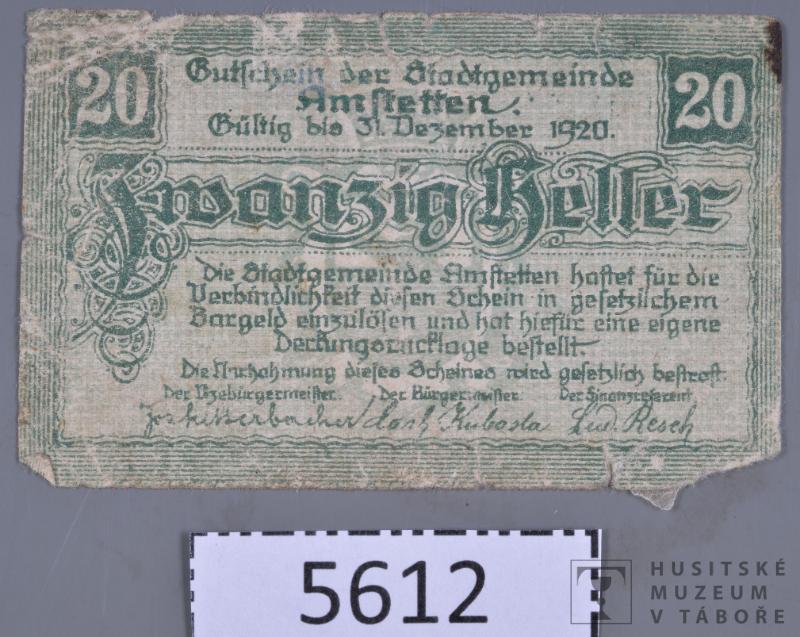 20
20
Gutschein der Stadtgemeinde
Amstetten.
Gültig bis 31. Dezember 1920.
Zwanzig Heller
Die Stadtgemeinde Amstetten haftet für die
Verbindlichkeit diesen Schein in gesetzlichem
Bargeld einzulösen und hat hiefür eine eigene
Deckungsrücklage bestellt.
Die Nachahmung dieses Scheines wird gesetzlich bestraft.
Der Vizebürgermeister. Der Bürgermeister. Der Finanzreferent
Kubasta Lud. Resch
5612
HUSITSKÉ
MUZEUM
V TÁBOŘE